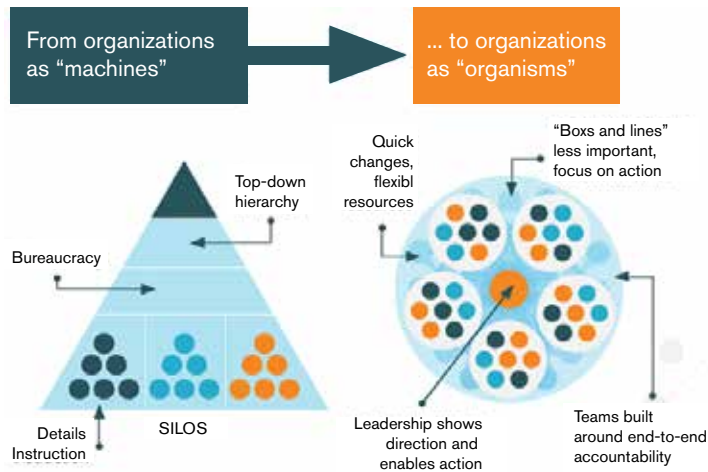 From organizations
as “machines”
... to organizations
as “organisms”
Top-down
hierarchy
Bureaucracy
Details
Instruction
SILOS
Quick
changes,
flexibl
resources
“Boxs and lines”
less important,
focus on action
Leadership shows
direction and
enables action
Teams built
around end-to-end
accountability